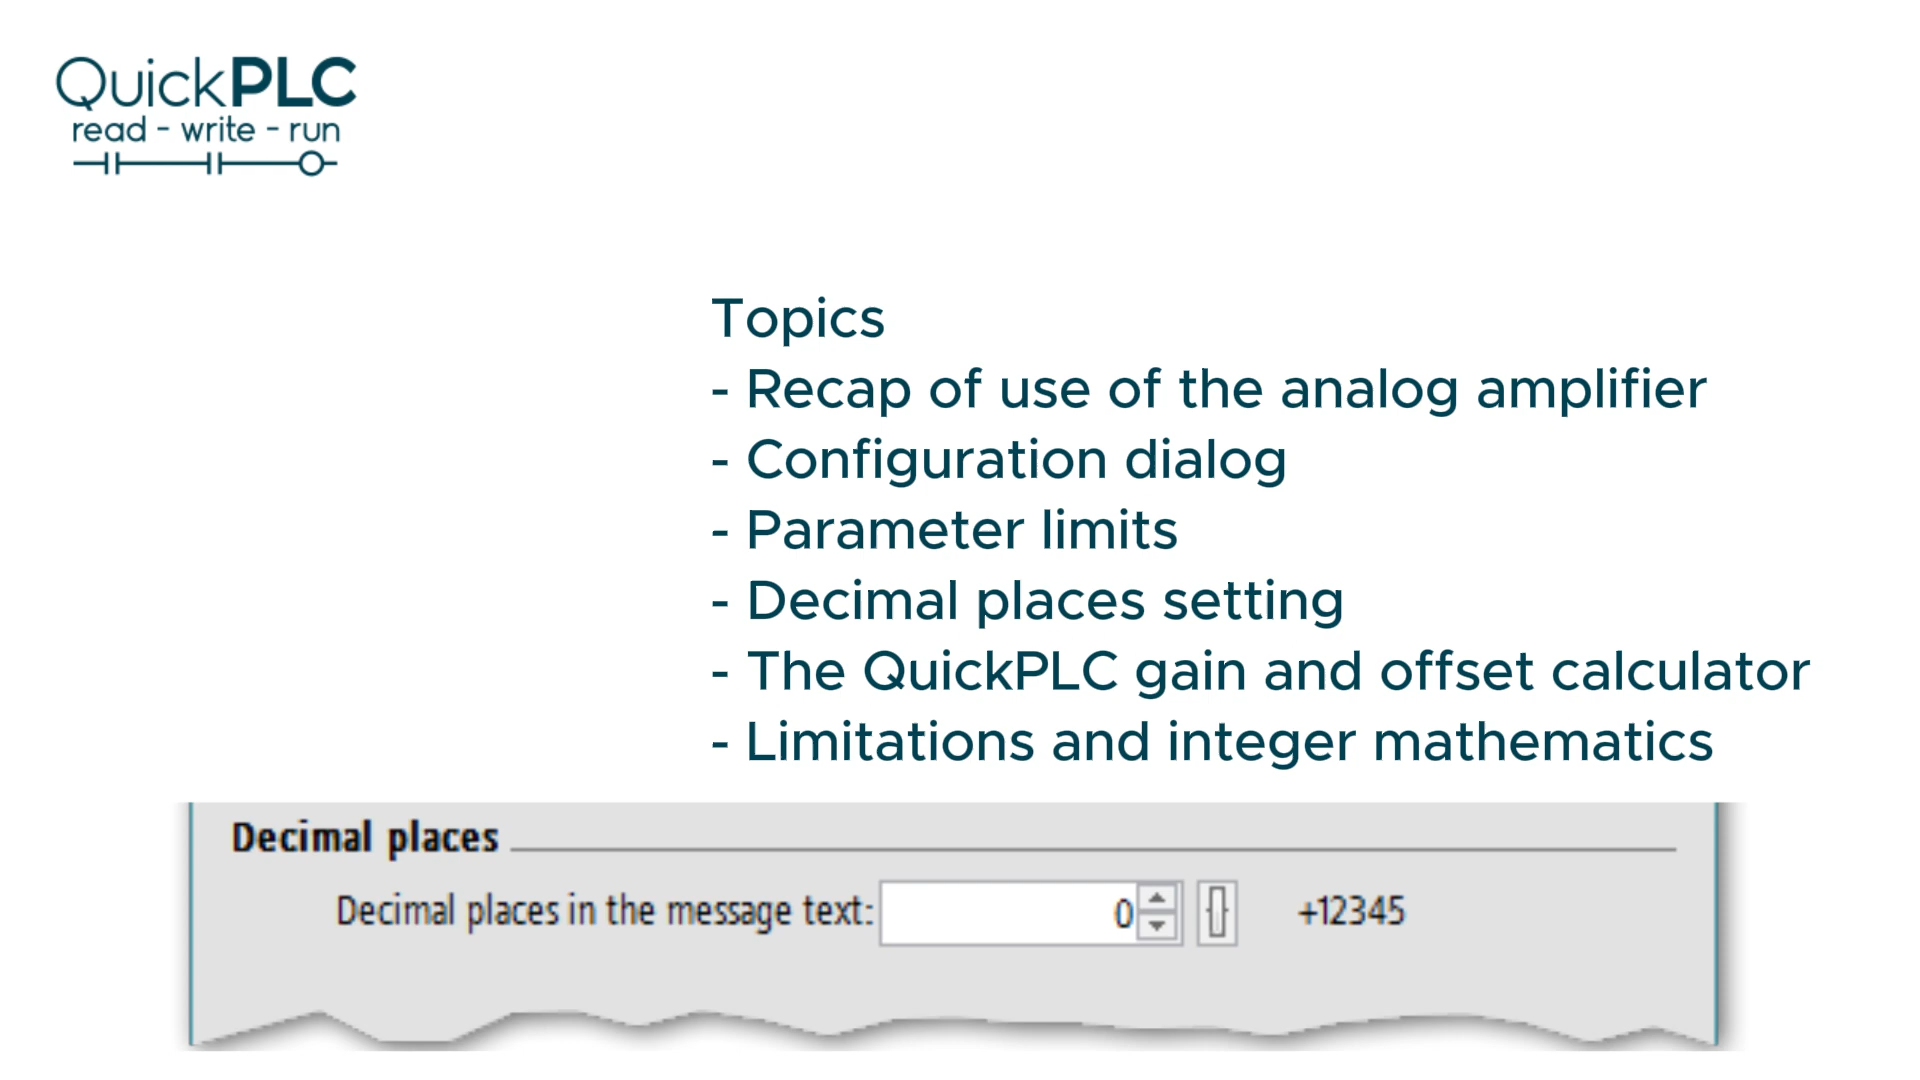 QuickPLC
read - write - run
Topics
- Recap of use of the analog amplifier
- Configuration dialog
- Parameter limits
- Decimal places setting
- The QuickPLC gain and offset calculator
- Limitations and integer mathematics
Decimal places
Decimal places in the message text: 0 +12345